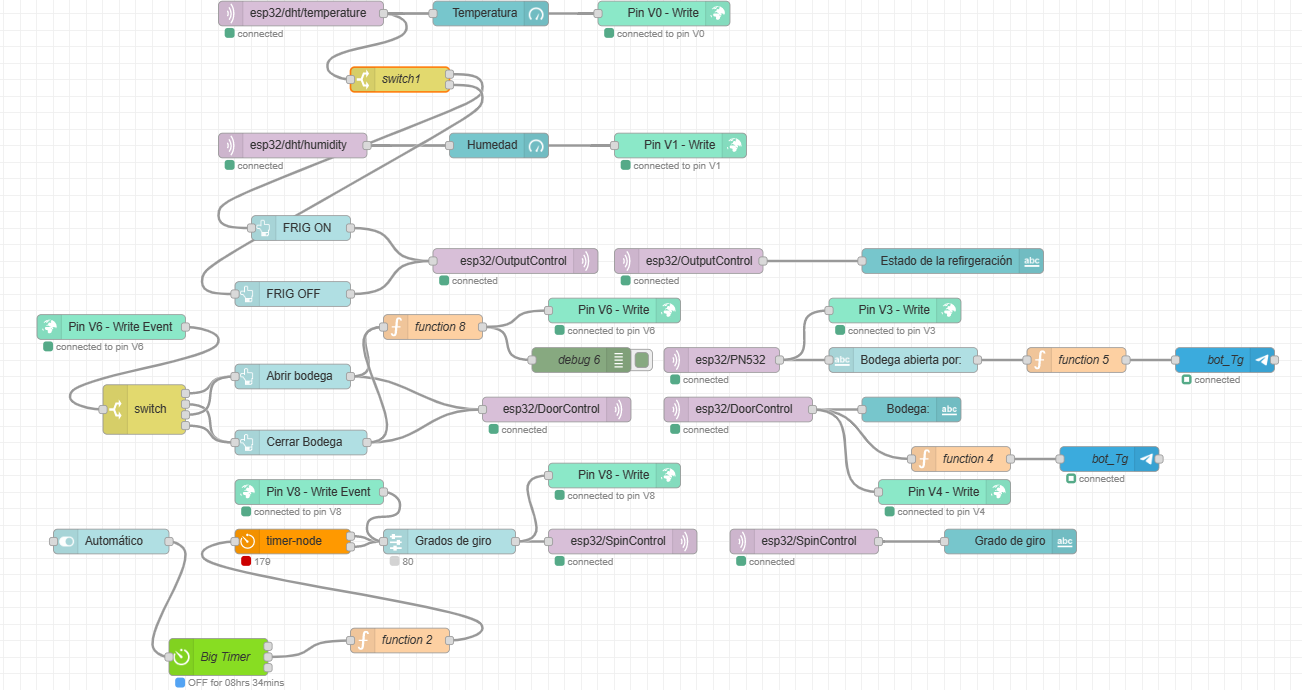 esp32/dht/temperature
Temperatura
Pin V0 - Write
connected
connected to pin V0
switch1
esp32/dht/humidity
Humedad
Pin V1 - Write
connected
connected to pin V1
FRIG ON
esp32/OutputControl
esp32/OutputControl
Estado de la refirgeración
abc
connected
connected
FRIG OFF
Pin V6 - Write Event
connected to pin V6
function 8
Pin V6 - Write
connected to pin V6
Pin V3 - Write
connected to pin V3
debug 6
esp32/PN532
connected
abc
Bodega abierta por:
function 5
bot_Tg
connected
Abrir bodega
switch
esp32/DoorControl
connected
esp32/DoorControl
connected
Bodega:
abc
Cerrar Bodega
function 4
bot_Tg
connected
Pin V8 - Write
connected to pin V8
Pin V8 - Write Event
connected to pin V8
Pin V4 - Write
connected to pin V4
Automático
timer-node
179
Grados de giro
80
esp32/SpinControl
connected
esp32/SpinControl
connected
Grado de giro
abc
function 2
Big Timer
OFF for 08hrs 34mins